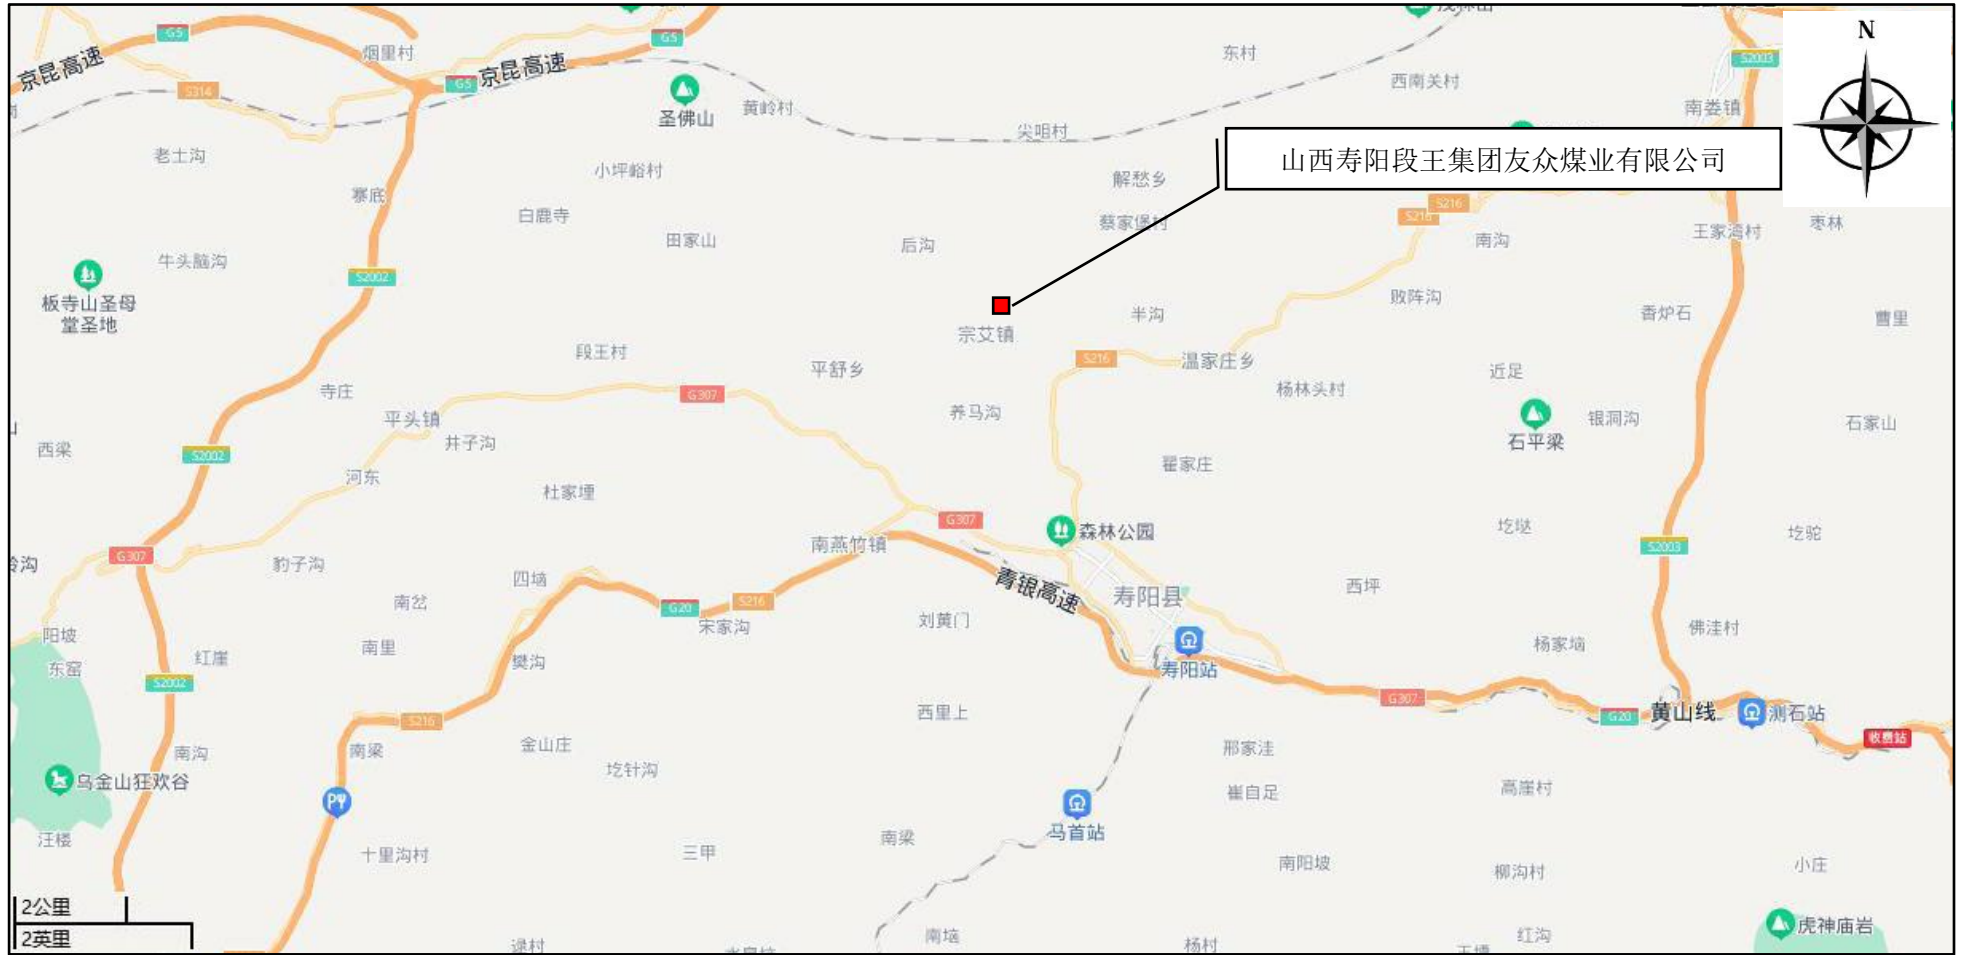 茂林山
G5
G5
京昆高速
烟里村
京昆高速
G5
S314
圣佛山
黄岭村
尖咀村
东村
西南关村
S2003
南娄镇
N
山西寿阳段王集团友众煤业有限公司
老士沟
小坪峪村
寨底
白鹿寺
田家山
后沟
解愁乡
蔡家堡村
S216
S216
南沟
王家湾村
枣林
牛头脑沟
板寺山圣母
堂圣地
S2002
宗艾镇
半沟
败阵沟
香炉石
曹里
段王村
平舒乡
S216
温家庄乡
近足
寺庄
G307
杨林头村
平头镇
养马沟
石平梁
银洞沟
石家山
西梁
S2002
井子沟
河东
杜家堙
翟家庄
G307
森林公园
圪垯
圪驼
G307
豹子沟
南燕竹镇
S2003
四垴
青银高速
寿阳县
西坪
南岔
G20
S216
宋家沟
刘黄门
佛洼村
阳坡
东窑
红崖
南里
樊沟
寿阳站
杨家垴
S2002
S216
西里上
G307
G20
黄山线
测石站
收费站
南沟
南梁
金山庄
圪针沟
邢家洼
乌金山狂欢谷
崔自足
高崖村
马首站
汪楼
十里沟村
三甲
南梁
南阳坡
柳沟村
小庄
2公里
2英里
逯村
南垴
杨村
红沟
虎神庙岩